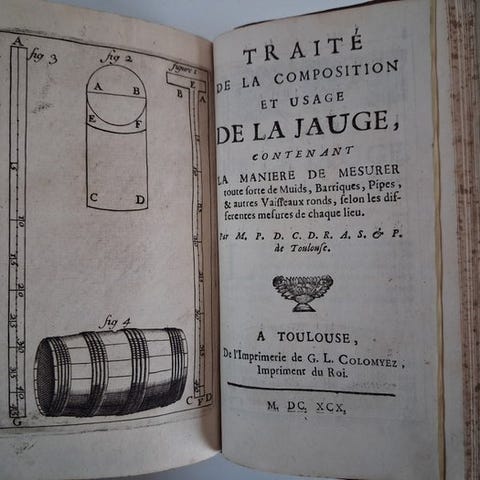 A
fig 3
fig 2
figure 1
E
A
B
B
A
E
F
C
D
fig 4
G
C F D
TRAITÉ
DE LA COMPOSITION
ET USAGE
DE LA JAUGE,
CONTENANT
LA MANIERE DE MESURER
toute ſorte de Muids, Barriques, Pipes,
& autres Vaiſſeaux ronds, ſelon les diſ-
ferentes meſures de chaque lieu.
Par M. P. D. C. D. R. A. S. & P.
de Toulouſe.
A TOULOUSE,
De l'Imprimerie de G. L. COLOMYEZ,
Impriment du Roi.
M. DC. XCX.